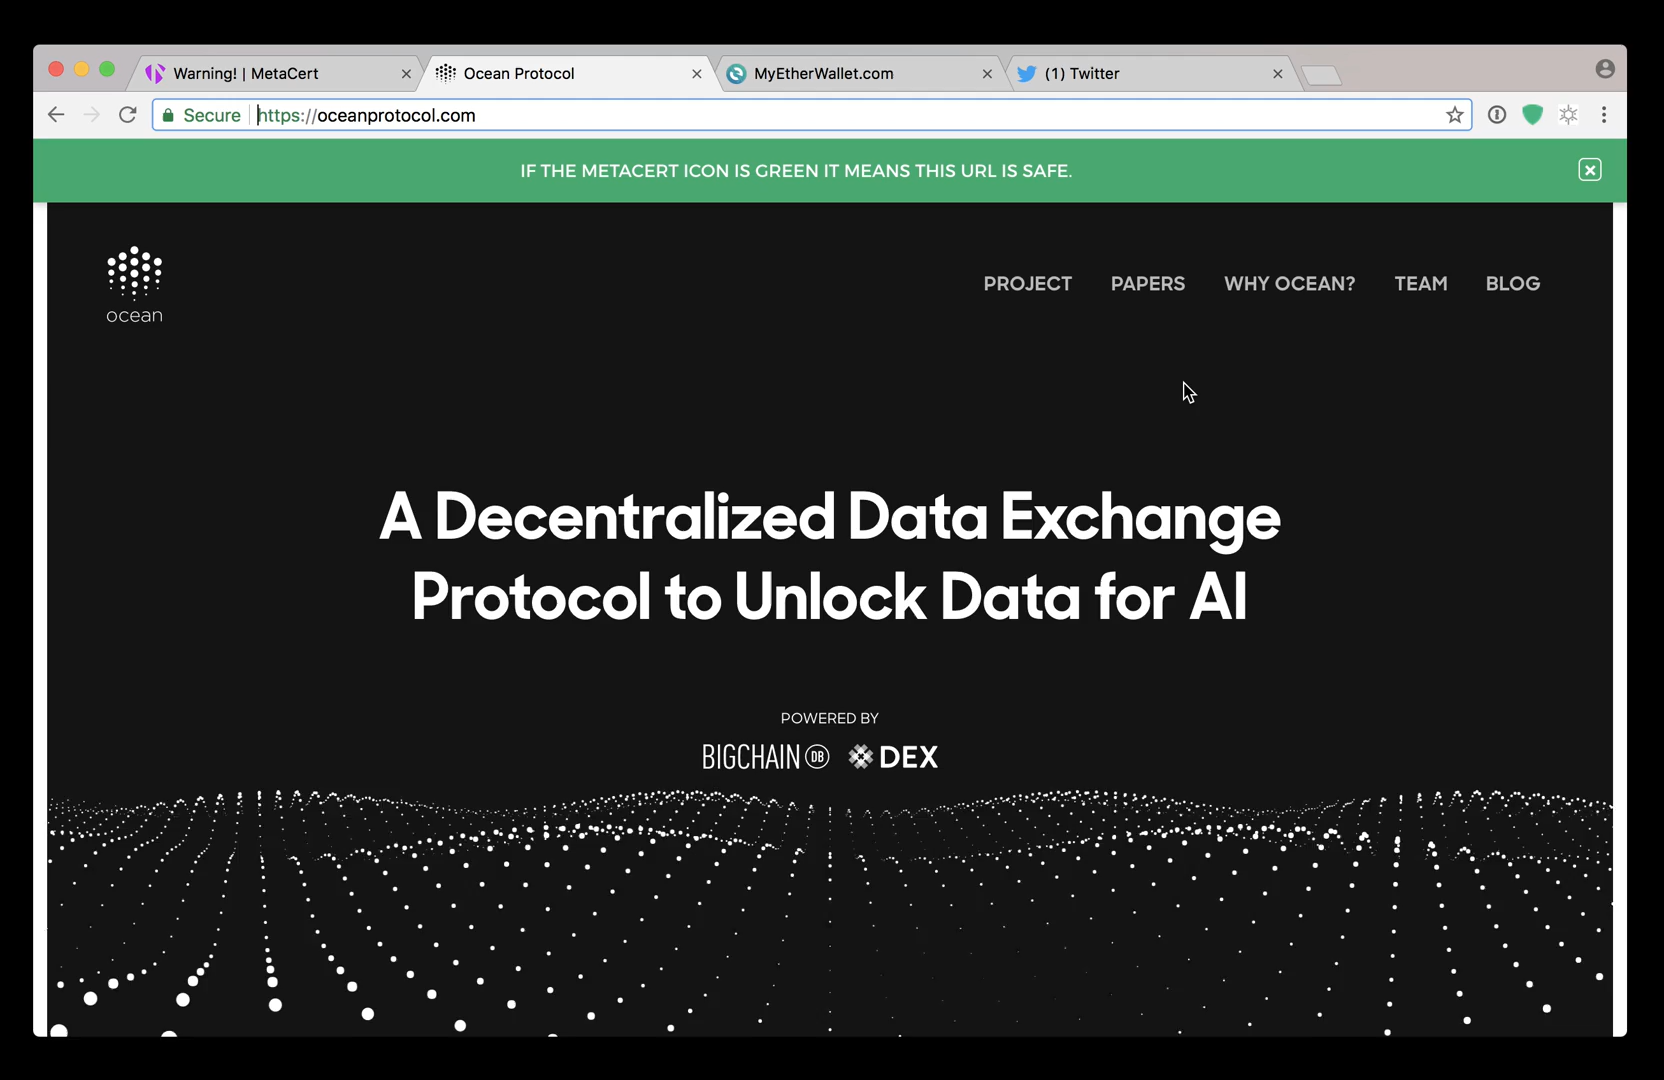 Warning! | MetaCert
Ocean Protocol
MyEtherWallet.com
(1) Twitter
Secure
https://oceanprotocol.com
IF THE METACERT ICON IS GREEN IT MEANS THIS URL IS SAFE.
ocean
PROJECT
PAPERS
WHY OCEAN?
TEAM
BLOG
A Decentralized Data Exchange
Protocol to Unlock Data for AI
POWERED BY
BIGCHAIN DB
DEX